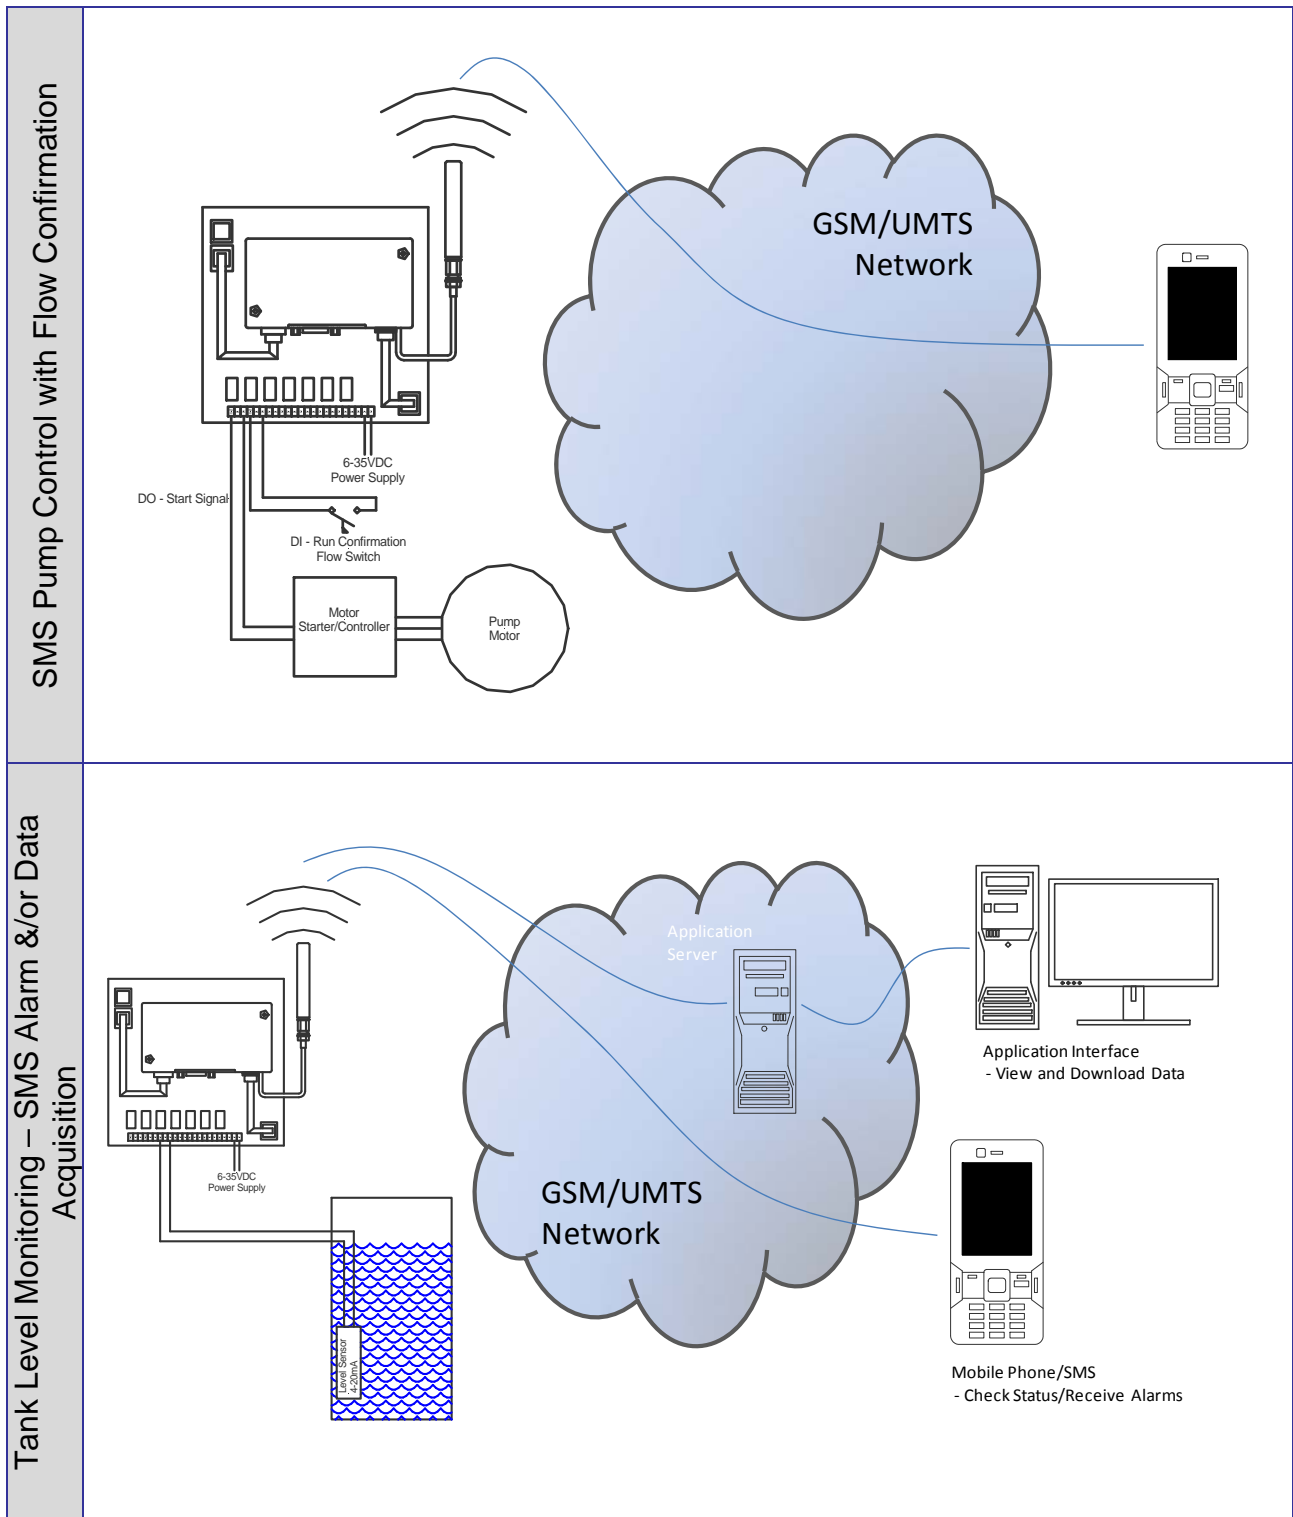 SMS Pump Control with Flow Confirmation
GSM/UMTS
Network
6-35VDC
Power Supply
DO - Start Signal
DI - Run Confirmation
Flow Switch
Motor
Starter/Controller
Pump
Motor
Tank Level Monitoring – SMS Alarm &/or Data
Acquisition
Application
Server
Application Interface
- View and Download Data
6-35VDC
Power Supply
GSM/UMTS
Network
Level Sensor
4-20mA
Mobile Phone/SMS
- Check Status/Receive Alarms